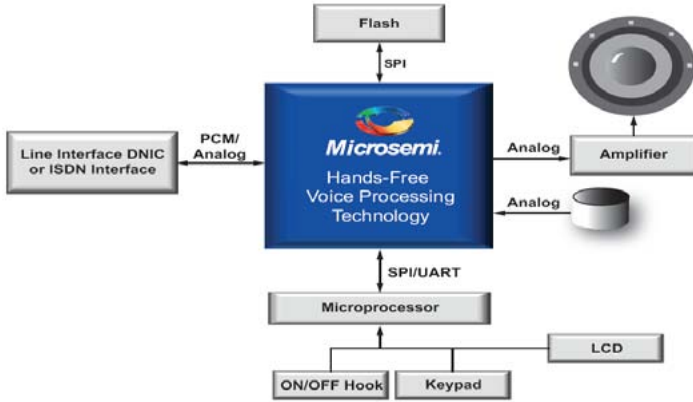 Flash
SPI
PCM/
Analog
Line Interface DNIC
or ISDN Interface
Microsemi.
Hands-Free
Voice Processing
Technology
Analog
Amplifier
Analog
SPI/UART
Microprocessor
LCD
ON/OFF Hook
Keypad